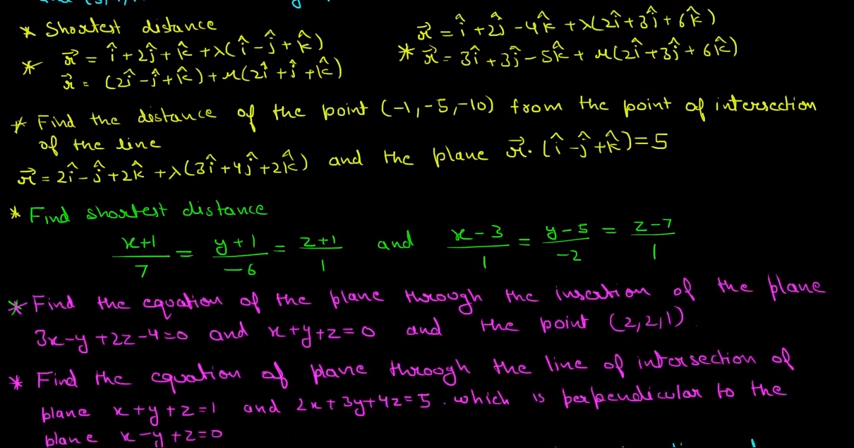 * Shortest distance
* r⃗ = î + 2ĵ + k̂ + λ(î - ĵ + k̂)
r⃗ = (2î - ĵ + k̂) + μ(2î + ĵ + k̂)
r⃗ = î + 2ĵ - 4k̂ + λ(2î + 3ĵ + 6k̂)
* r⃗ = 3î + 3ĵ - 5k̂ + μ(2î + 3ĵ + 6k̂)
* Find the distance of the point (-1, -5, -10) from the point of intersection
of the line
r⃗ = 2î - ĵ + 2k̂ + λ(3î + 4ĵ + 2k̂) and the plane r⃗ . (î - ĵ + k̂) = 5
* Find shortest distance
(x+1)/7 = (y+1)/-6 = (z+1)/1 and (x-3)/1 = (y-5)/-2 = (z-7)/1
* Find the equation of the plane through the insertion of the plane
3x - y + 2z - 4 = 0 and x + y + z = 0 and the point (2, 2, 1)
* Find the equation of plane through the line of intersection of
plane x + y + z = 1 and 2x + 3y + 4z = 5 . which is perpendicular to the
plane x - y + z = 0